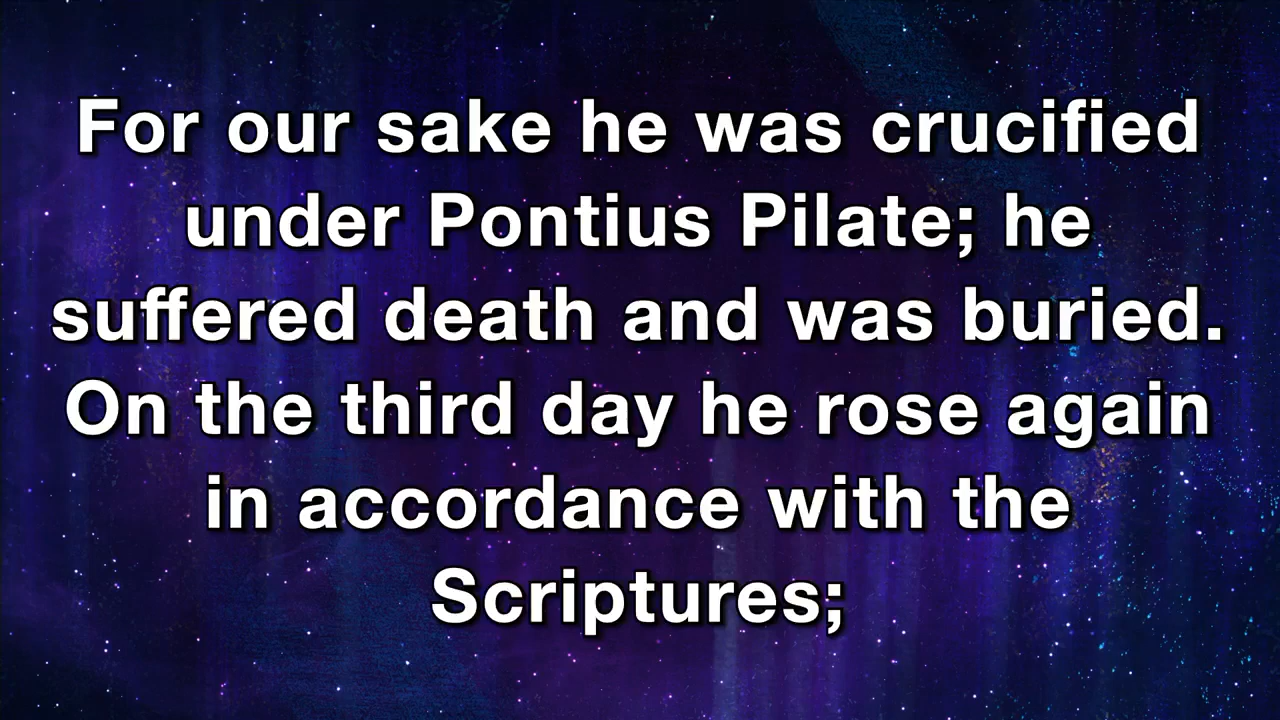 For our sake he was crucified
under Pontius Pilate; he
suffered death and was buried.
On the third day he rose again
in accordance with the
Scriptures;